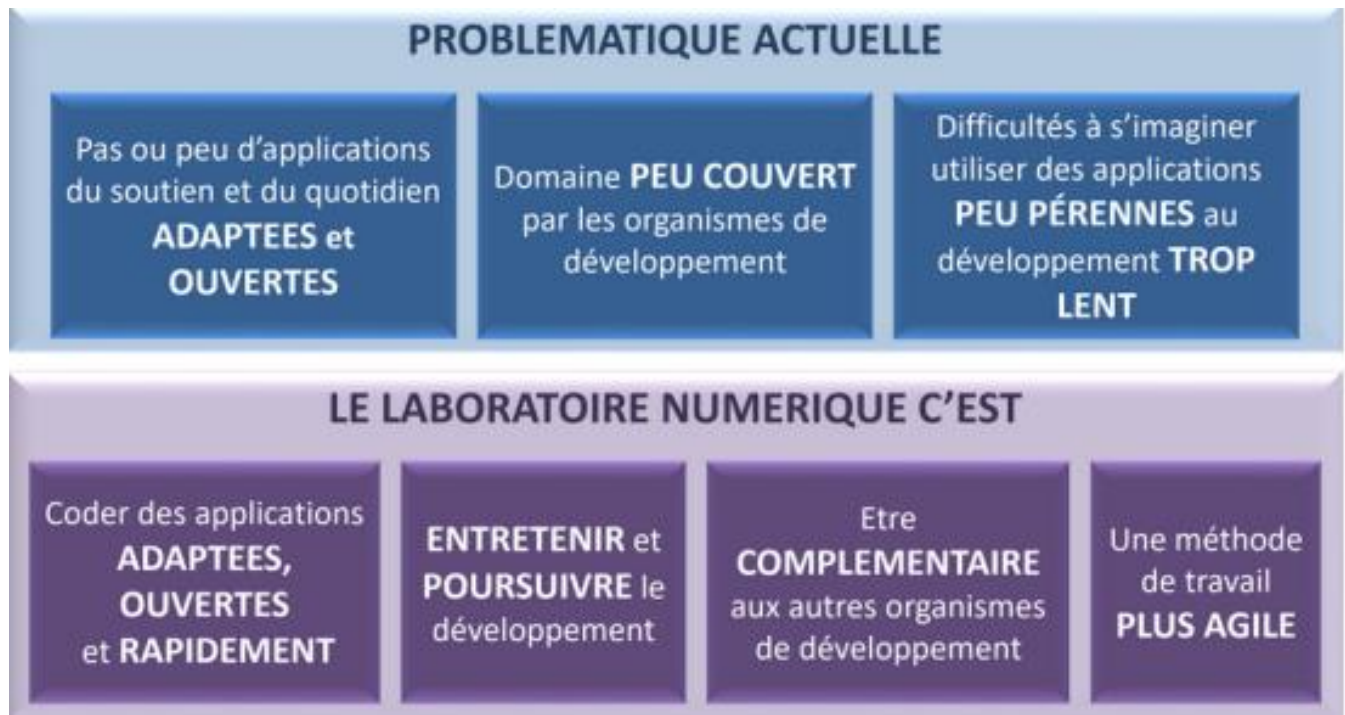 PROBLEMATIQUE ACTUELLE
Pas ou peu d'applications
du soutien et du quotidien
ADAPTEES et
OUVERTES
Domaine PEU COUVERT
par les organismes de
développement
Difficultés à s'imaginer
utiliser des applications
PEU PÉRENNES au
développement TROP
LENT
LE LABORATOIRE NUMERIQUE C'EST
Coder des applications
ADAPTEES,
OUVERTES
et RAPIDEMENT
ENTRETENIR et
POURSUIVRE le
développement
Etre
COMPLEMENTAIRE
aux autres organismes
de développement
Une méthode
de travail
PLUS AGILE